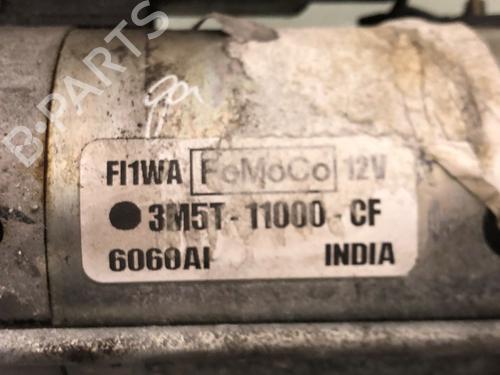 B-PARTS
FI1WA FoMoCo 12V
3M5T-11000-CF
6060AI INDIA